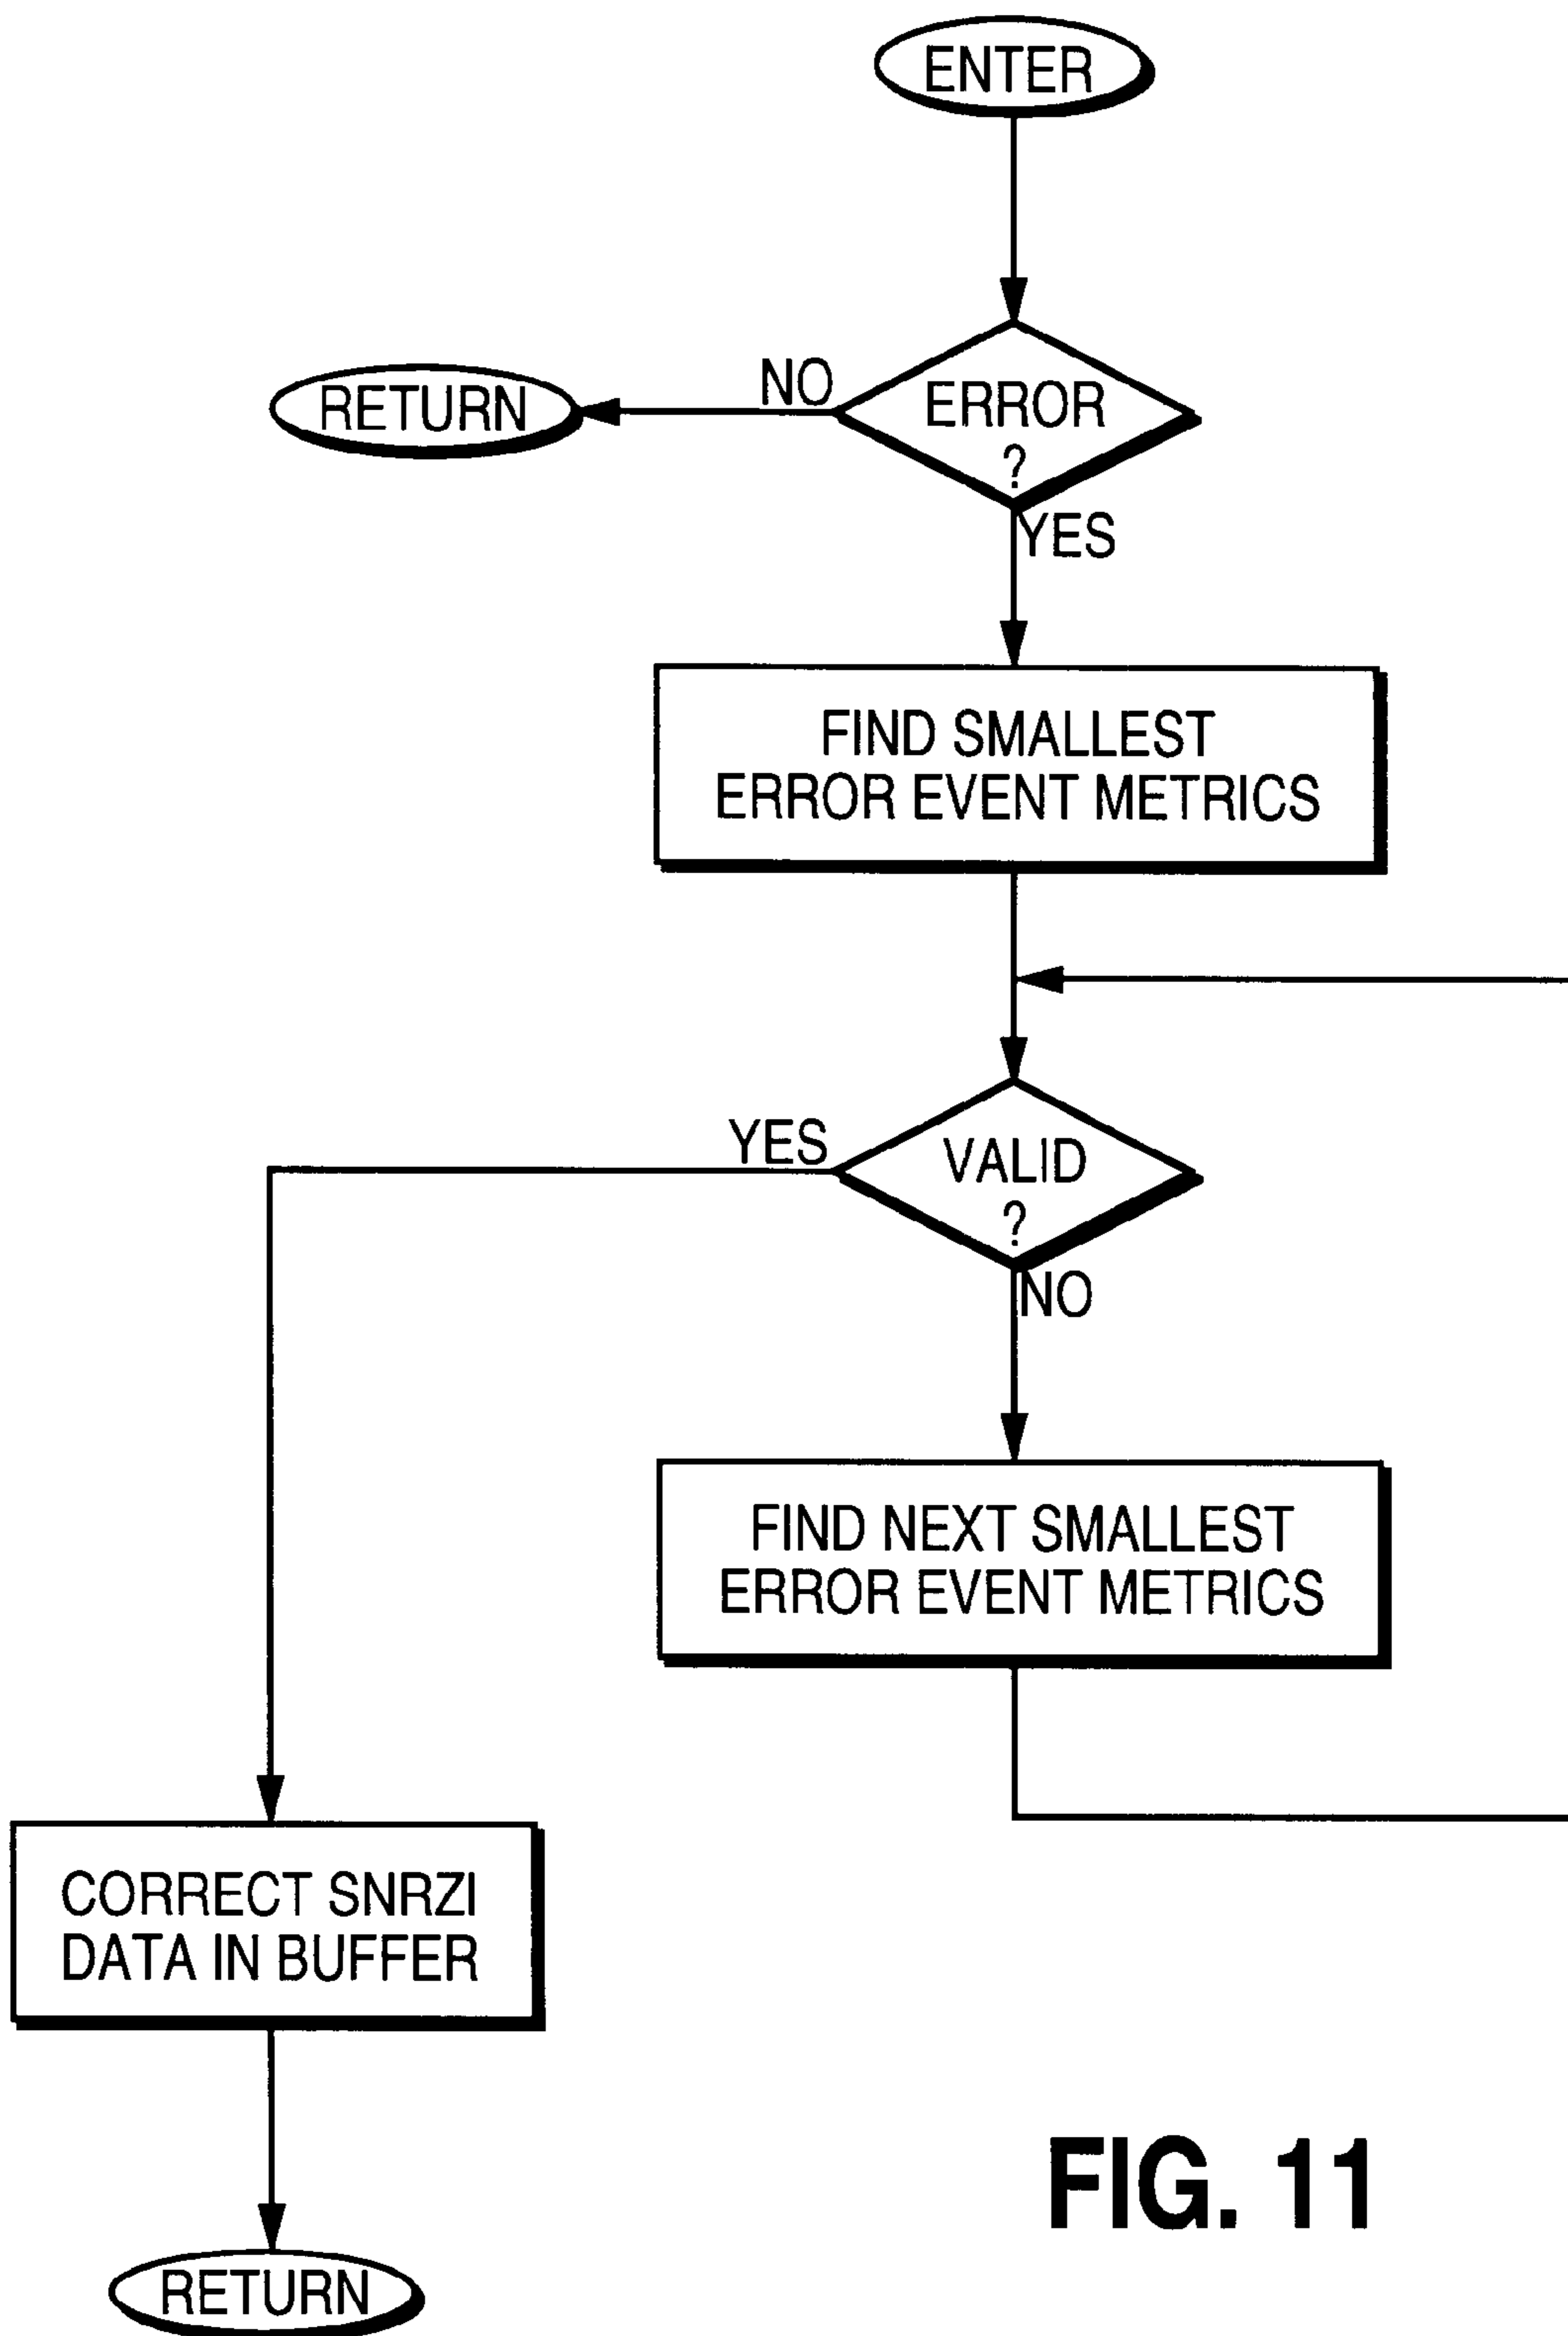 ENTER
NO
RETURN
ERROR
?
YES
FIND SMALLEST
ERROR EVENT METRICS
YES
VALID
?
NO
FIND NEXT SMALLEST
ERROR EVENT METRICS
CORRECT SNRZI
DATA IN BUFFER
RETURN
FIG. 11